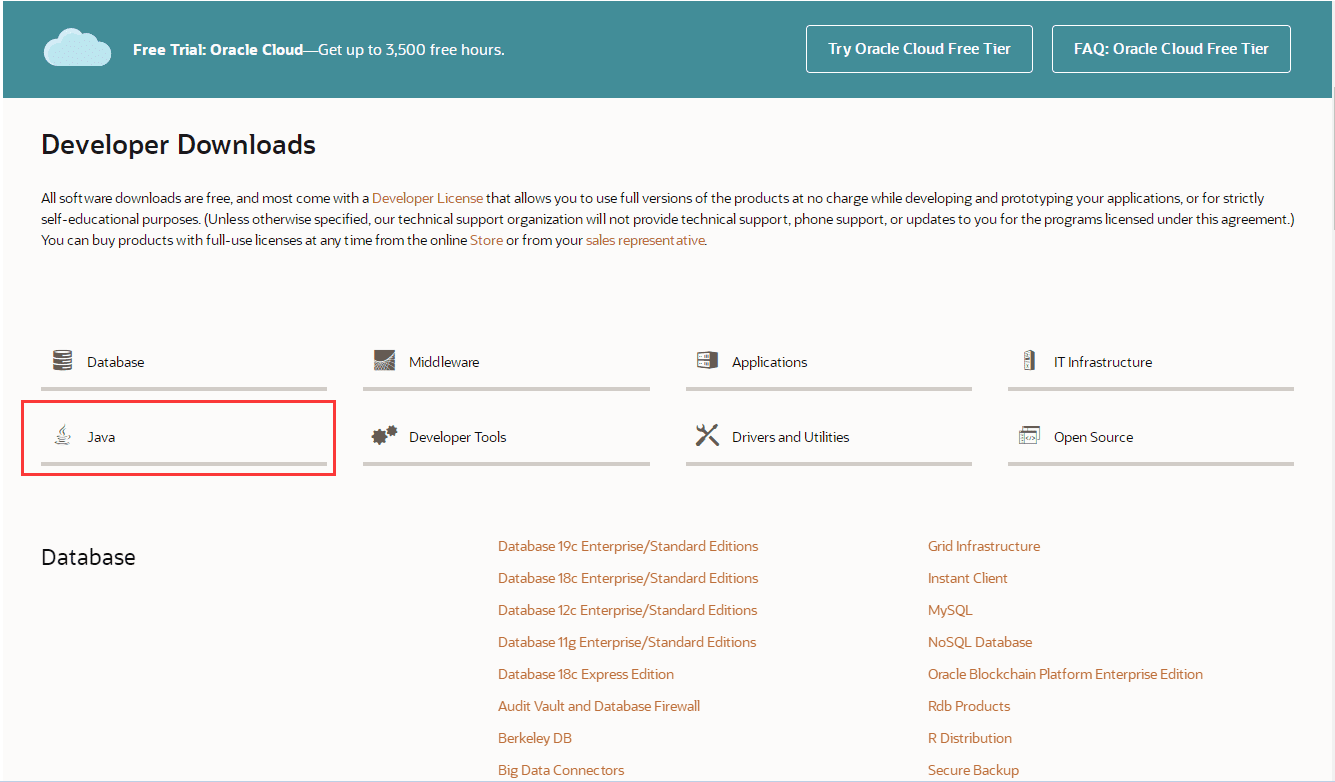 Free Trial: Oracle Cloud—Get up to 3,500 free hours.
Try Oracle Cloud Free Tier
FAQ: Oracle Cloud Free Tier
Developer Downloads
All software downloads are free, and most come with a Developer License that allows you to use full versions of the products at no charge while developing and prototyping your applications, or for strictly
self-educational purposes. (Unless otherwise specified, our technical support organization will not provide technical support, phone support, or updates to you for the programs licensed under this agreement.)
You can buy products with full-use licenses at any time from the online Store or from your sales representative.
Database
Middleware
Applications
IT Infrastructure
Java
Developer Tools
Drivers and Utilities
Open Source
Database
Database 19c Enterprise/Standard Editions
Database 18c Enterprise/Standard Editions
Database 12c Enterprise/Standard Editions
Database 11g Enterprise/Standard Editions
Database 18c Express Edition
Audit Vault and Database Firewall
Berkeley DB
Big Data Connectors
Grid Infrastructure
Instant Client
MySQL
NoSQL Database
Oracle Blockchain Platform Enterprise Edition
Rdb Products
R Distribution
Secure Backup